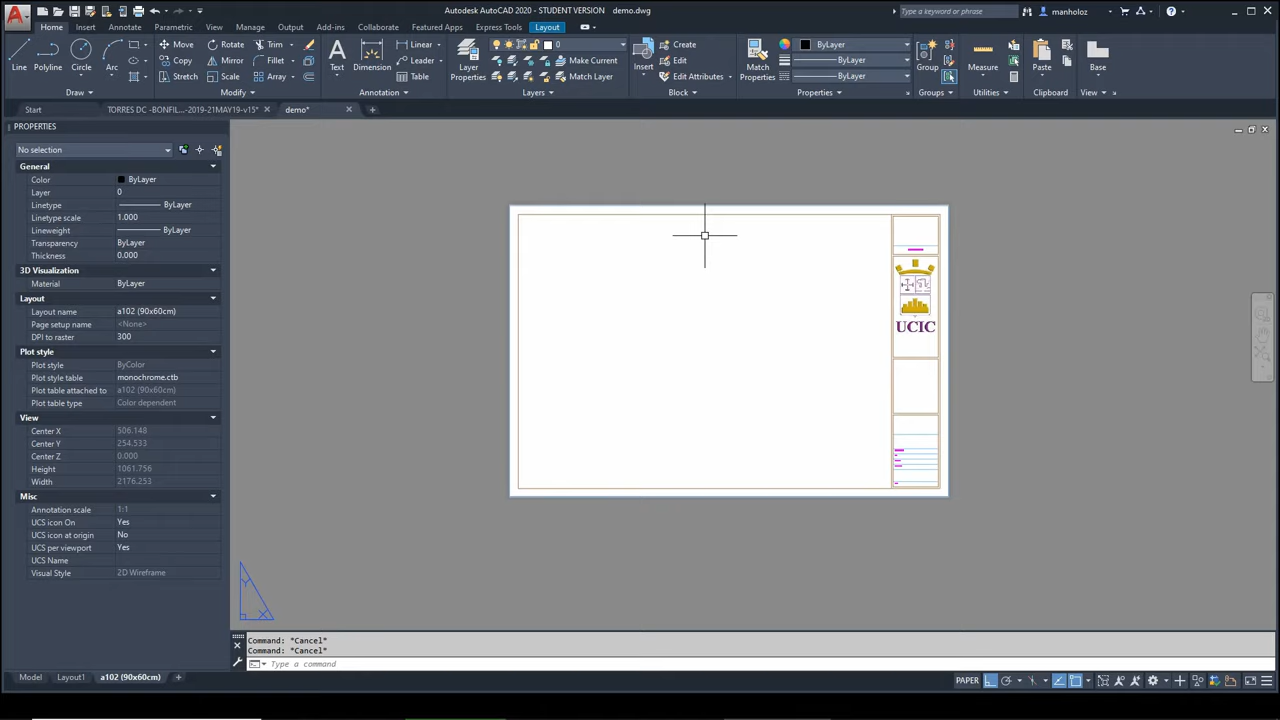 Autodesk AutoCAD 2020 - STUDENT VERSION demo.dwg
Type a keyword or phrase
manholoz
Home Insert Annotate Parametric View Manage Output Add-ins Collaborate Featured Apps Express Tools Layout
Line Polyline Circle Arc
Move Rotate Trim
Copy Mirror Fillet
Stretch Scale Array
Text Dimension
Linear
Leader
Table
Layer Properties
0
Make Current
Match Layer
Insert
Create
Edit
Edit Attributes
Match Properties
ByLayer
ByLayer
ByLayer
Group
Measure
Paste
Base
Draw Modify Annotation Layers Block Properties Groups Utilities Clipboard View
Start TORRES DC -BONFIL...-2019-21MAY19-v15* demo*
PROPERTIES
No selection
General
Color ByLayer
Layer 0
Linetype ByLayer
Linetype scale 1.000
Lineweight ByLayer
Transparency ByLayer
Thickness 0.000
3D Visualization
Material ByLayer
Layout
Layout name a102 (90x60cm)
Page setup name <None>
DPI to raster 300
Plot style
Plot style ByColor
Plot style table monochrome.ctb
Plot table attached to a102 (90x60cm)
Plot table type Color dependent
View
Center X 506.148
Center Y 254.533
Center Z 0.000
Height 1061.756
Width 2176.253
Misc
Annotation scale 1:1
UCS icon On Yes
UCS icon at origin No
UCS per viewport Yes
UCS Name
Visual Style 2D Wireframe
UCIC
Y X
Command: *Cancel*
Command: *Cancel*
Type a command
Model Layout1 a102 (90x60cm)
PAPER